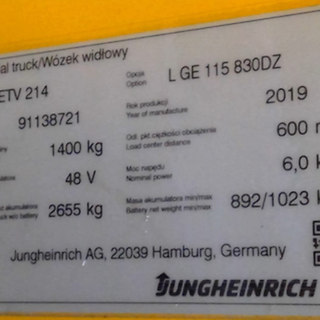 al truck/Wózek widłowy
ETV 214
Opcja
Option
L GE 115 830DZ
91138721
Rok produkcji
Year of manufacture
2019
1400 kg
Odl. pkt ciężkości obciążenia
Load center distance
600
48 V
Moc napędu
Nominal power
6,0
akumulatora
battery
2655 kg
Masa akumulatora min/max
Battery net weight min/max
892/1023
Jungheinrich AG, 22039 Hamburg, Germany
JUNGHEINRICH